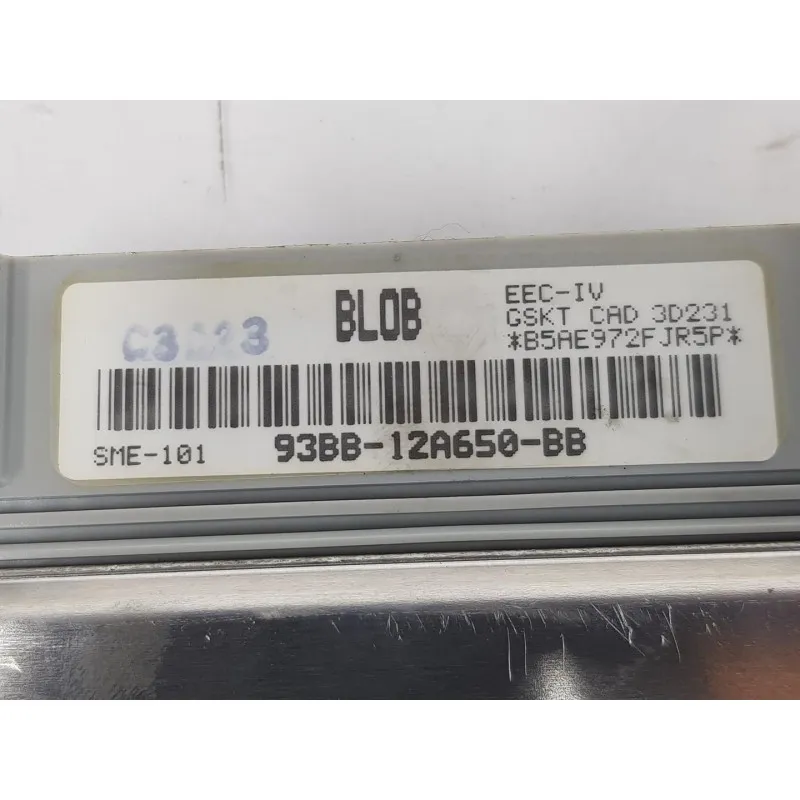 BLOB
EEC-IV
GSKT CAD 3D231
*B5AE972FJR5P*
SME-101
93BB-12A650-BB